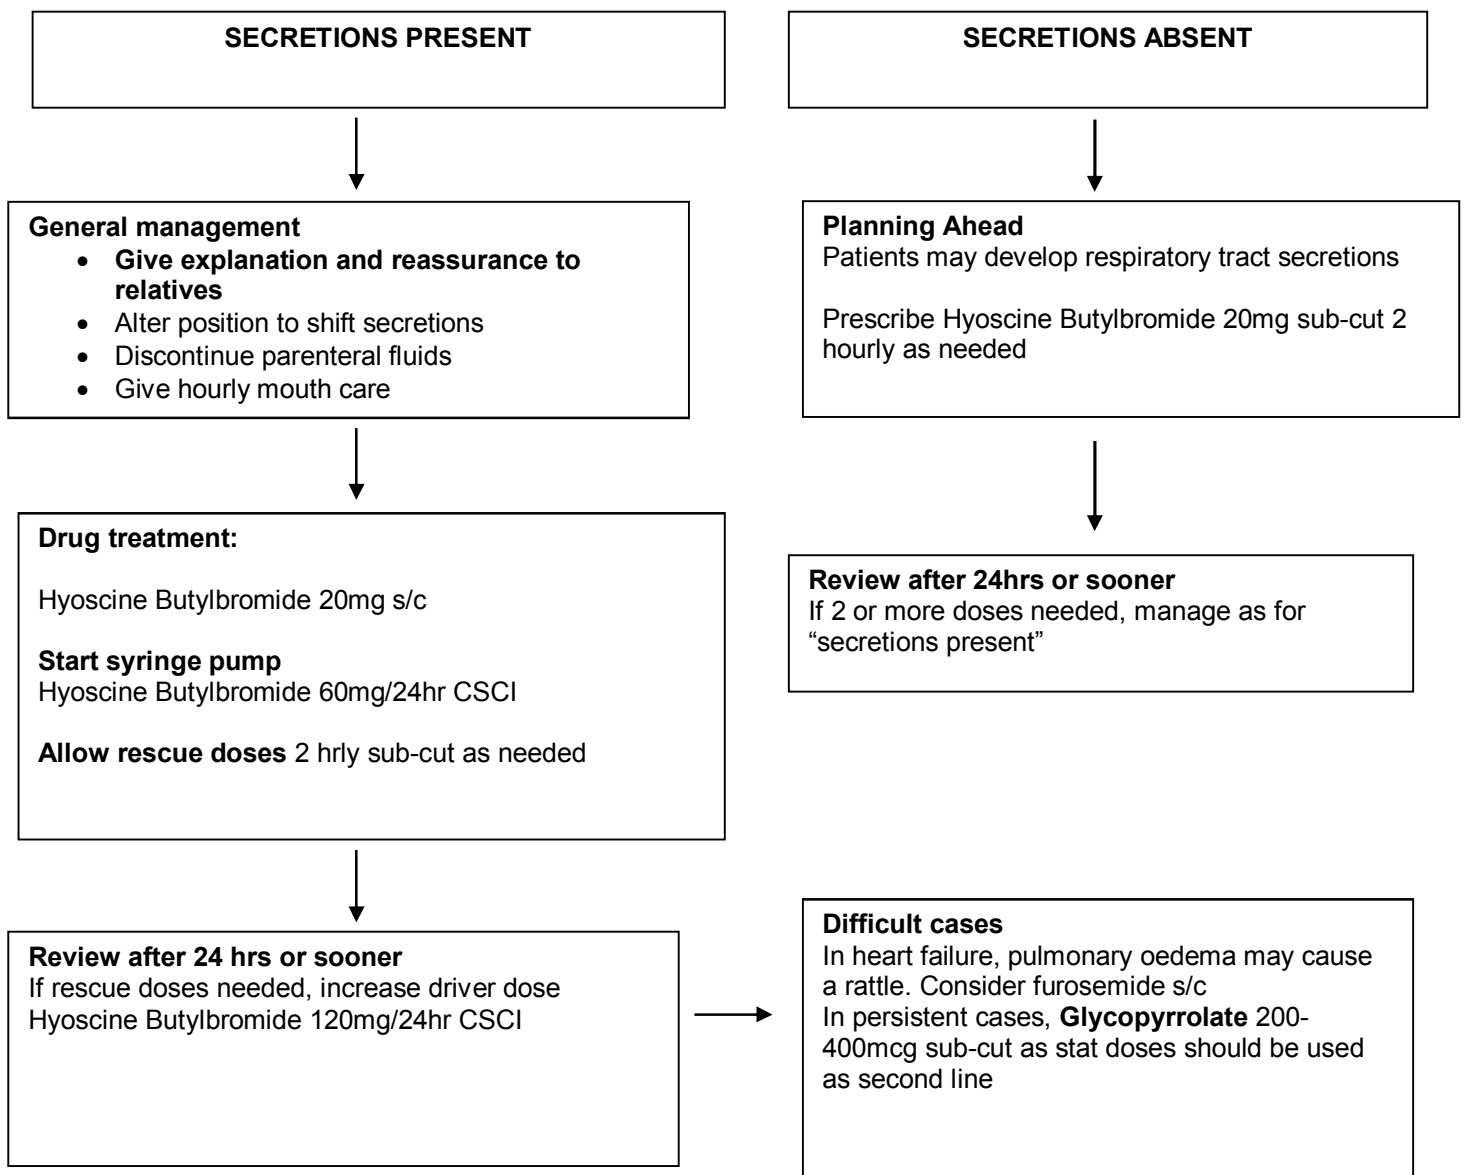 SECRETIONS PRESENT
General management
• Give explanation and reassurance to
relatives
• Alter position to shift secretions
• Discontinue parenteral fluids
• Give hourly mouth care
Drug treatment:
Hyoscine Butylbromide 20mg s/c
Start syringe pump
Hyoscine Butylbromide 60mg/24hr CSCI
Allow rescue doses 2 hrly sub-cut as needed
Review after 24 hrs or sooner
If rescue doses needed, increase driver dose
Hyoscine Butylbromide 120mg/24hr CSCI
SECRETIONS ABSENT
Planning Ahead
Patients may develop respiratory tract secretions
Prescribe Hyoscine Butylbromide 20mg sub-cut 2
hourly as needed
Review after 24hrs or sooner
If 2 or more doses needed, manage as for
“secretions present”
Difficult cases
In heart failure, pulmonary oedema may cause
a rattle. Consider furosemide s/c
In persistent cases, Glycopyrrolate 200-
400mcg sub-cut as stat doses should be used
as second line